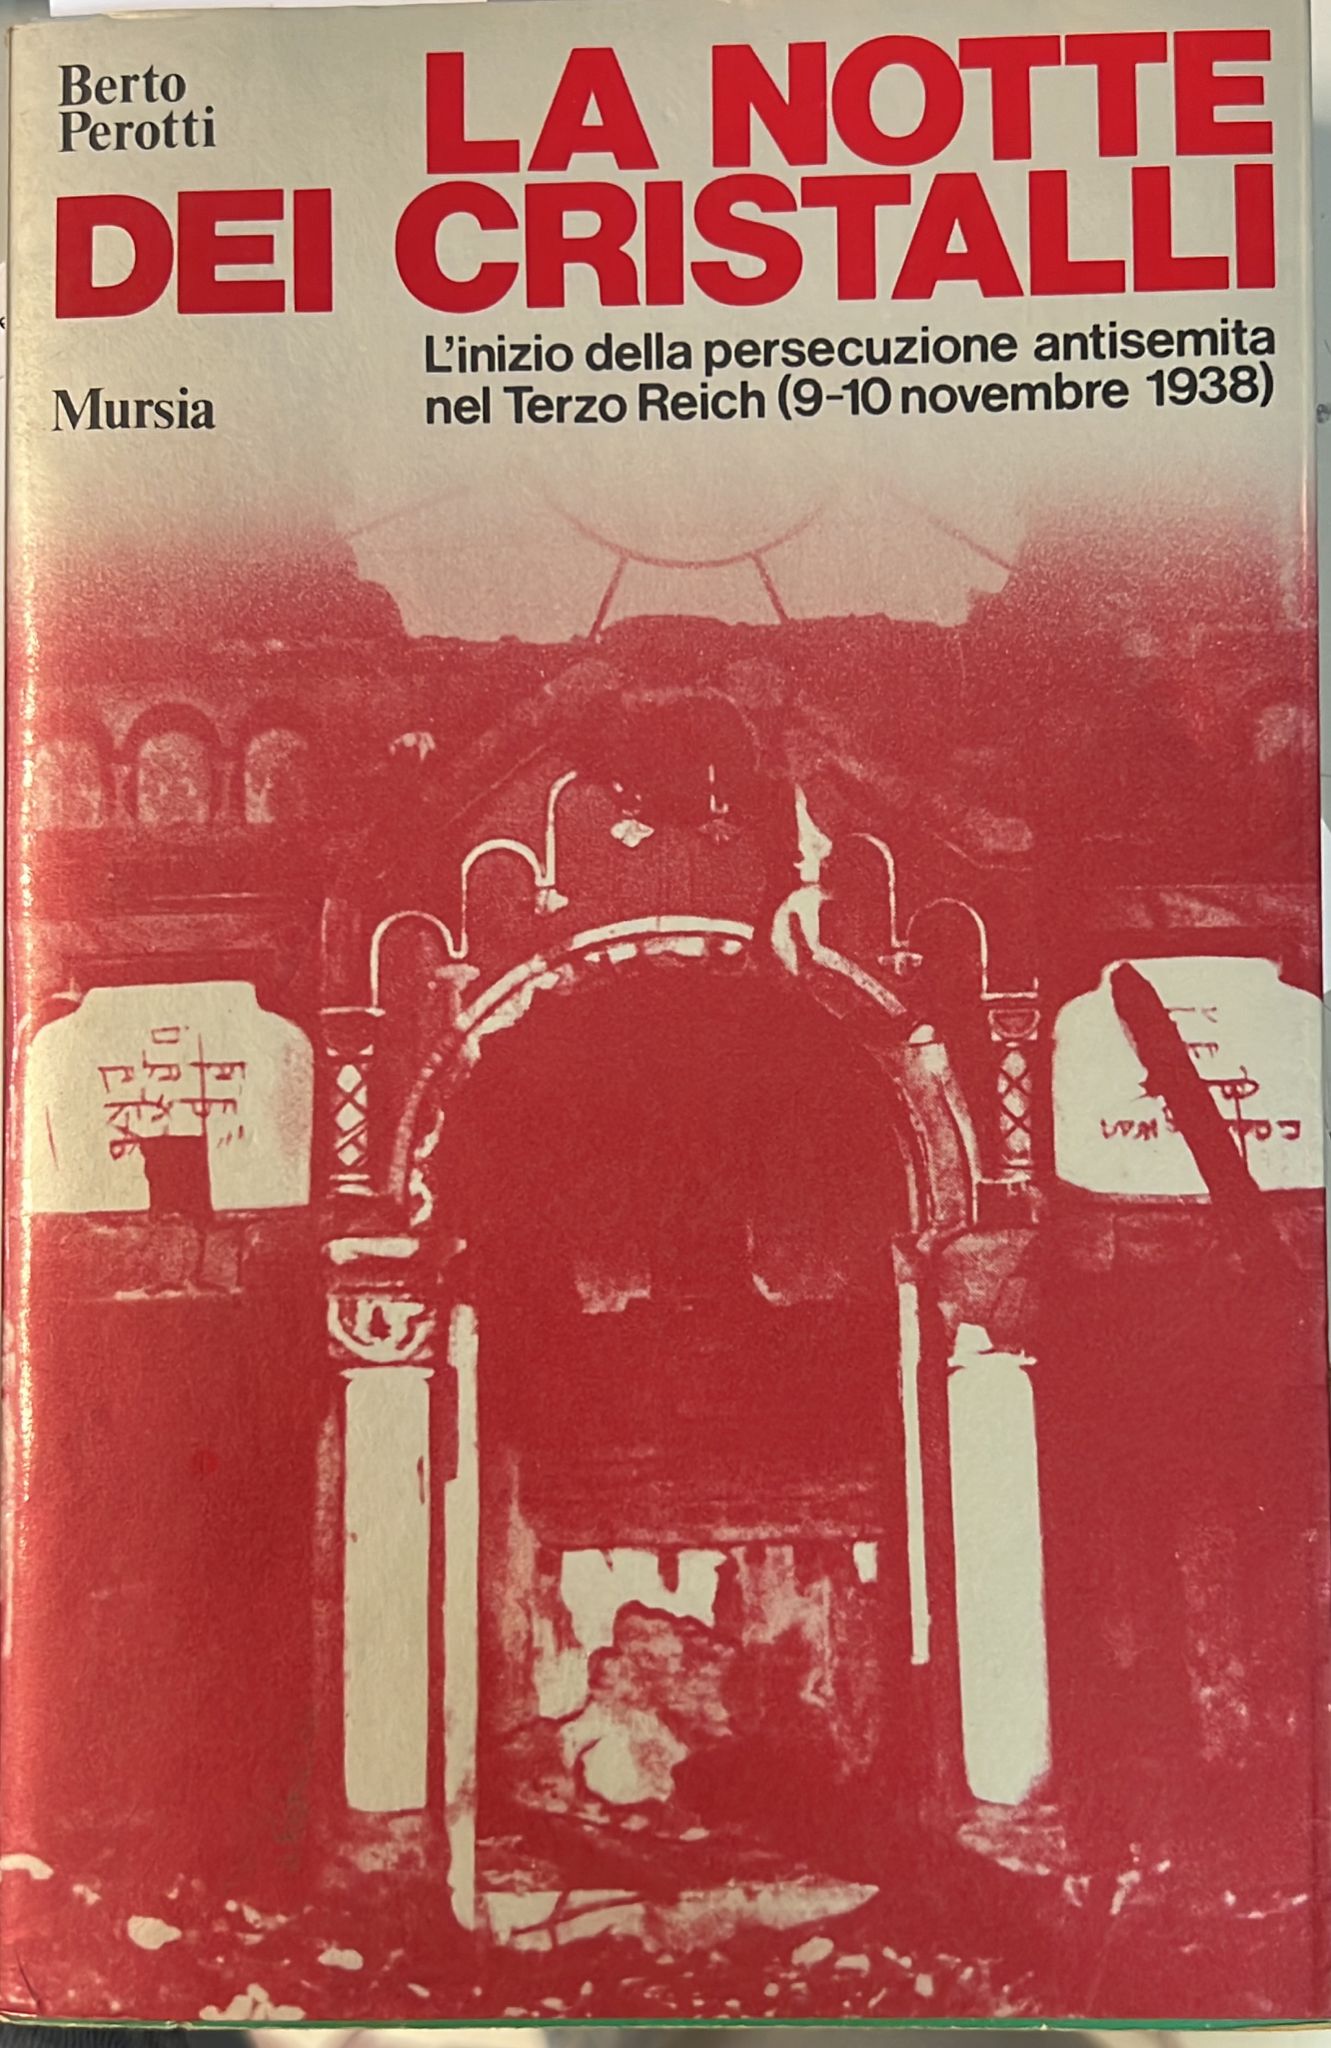 Berto
Perotti
LA NOTTE
DEI CRISTALLI
L'inizio della persecuzione antisemita
nel Terzo Reich (9-10 novembre 1938)
Mursia